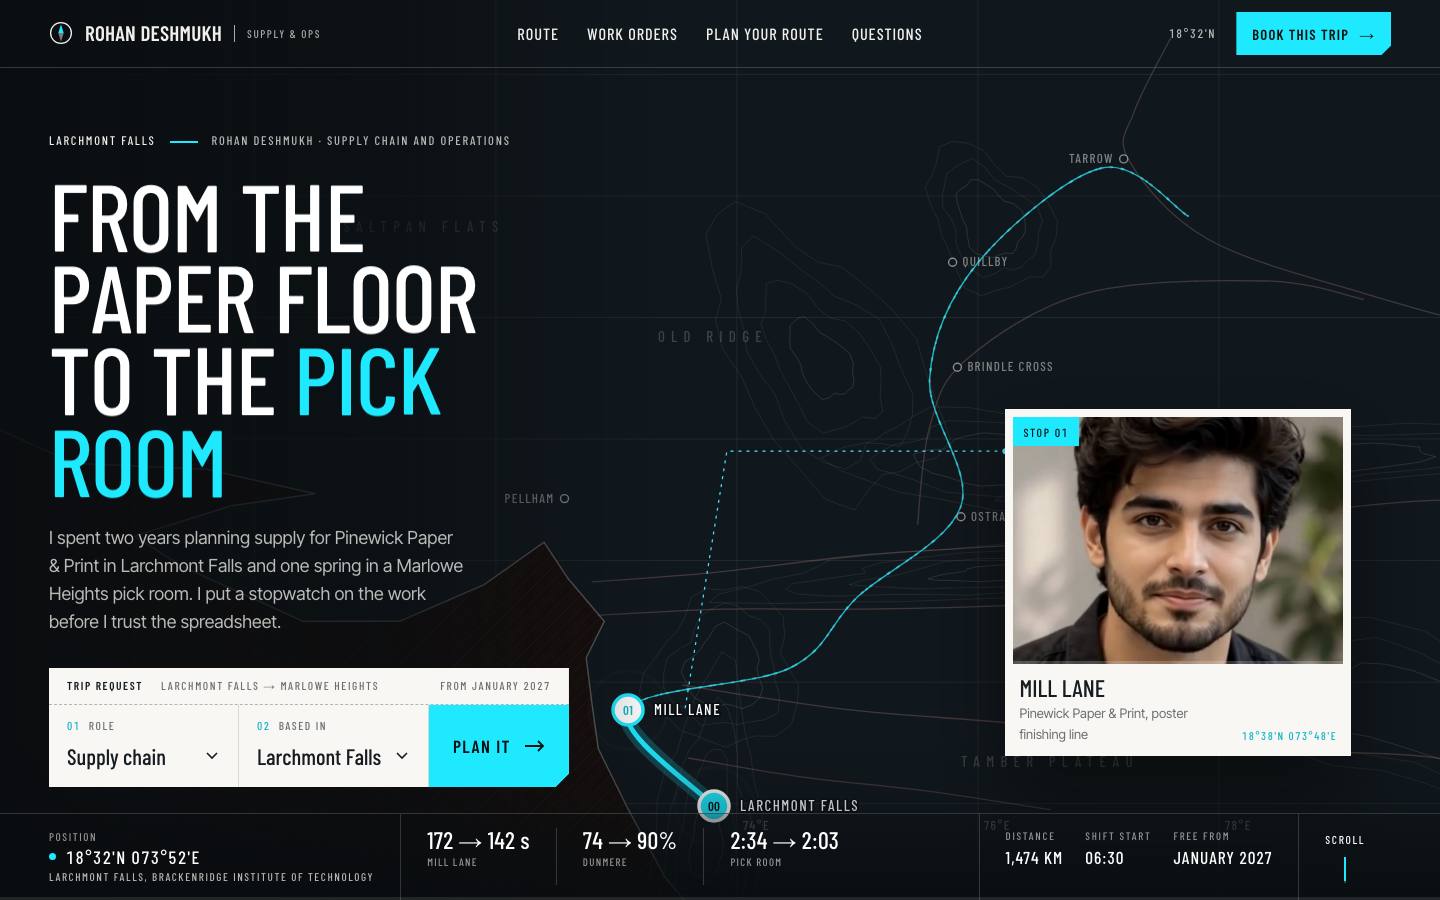 ROHAN DESHMUKH
SUPPLY & OPS
ROUTE
WORK ORDERS
PLAN YOUR ROUTE
QUESTIONS
18°32'N
BOOK THIS TRIP →
LARCHMONT FALLS
ROHAN DESHMUKH · SUPPLY CHAIN AND OPERATIONS
FROM THE
PAPER FLOOR
TO THE PICK
ROOM
I spent two years planning supply for Pinewick Paper
& Print in Larchmont Falls and one spring in a Marlowe
Heights pick room. I put a stopwatch on the work
before I trust the spreadsheet.
TRIP REQUEST
LARCHMONT FALLS → MARLOWE HEIGHTS
FROM JANUARY 2027
01 ROLE
Supply chain
02 BASED IN
Larchmont Falls
PLAN IT →
TARROW
QUILLBY
OLD RIDGE
BRINDLE CROSS
PELLHAM
OSTRA
SALTPAN FLATS
TAMBER PLATEAU
01 MILL LANE
00 LARCHMONT FALLS
STOP 01
MILL LANE
Pinewick Paper & Print, poster
finishing line
18°38'N 073°48'E
74°E
76°E
78°E
POSITION
18°32'N 073°52'E
LARCHMONT FALLS, BRACKENRIDGE INSTITUTE OF TECHNOLOGY
172 → 142 s
MILL LANE
74 → 90%
DUNMERE
2:34 → 2:03
PICK ROOM
DISTANCE
1,474 KM
SHIFT START
06:30
FREE FROM
JANUARY 2027
SCROLL